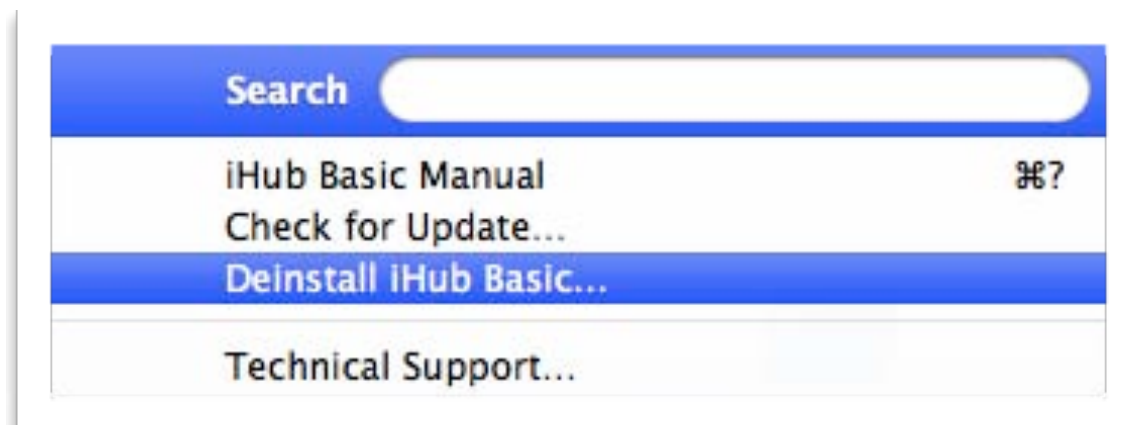 Search
iHub Basic Manual ⌘?
Check for Update...
Deinstall iHub Basic...
Technical Support...